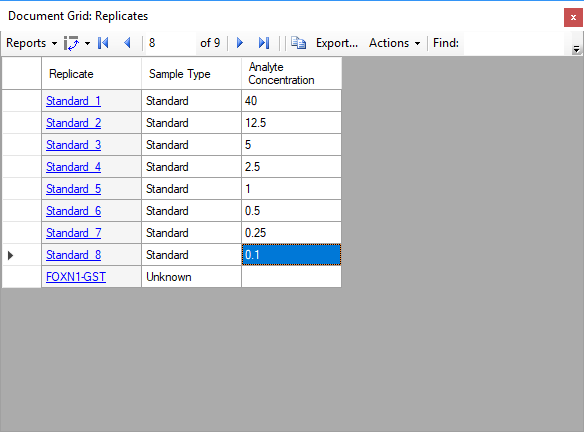 Document Grid: Replicates
Reports 8 of 9 Export... Actions Find:
Replicate Sample Type Analyte Concentration
Standard_1 Standard 40
Standard_2 Standard 12.5
Standard_3 Standard 5
Standard_4 Standard 2.5
Standard_5 Standard 1
Standard_6 Standard 0.5
Standard_7 Standard 0.25
Standard_8 Standard 0.1
FOXN1-GST Unknown